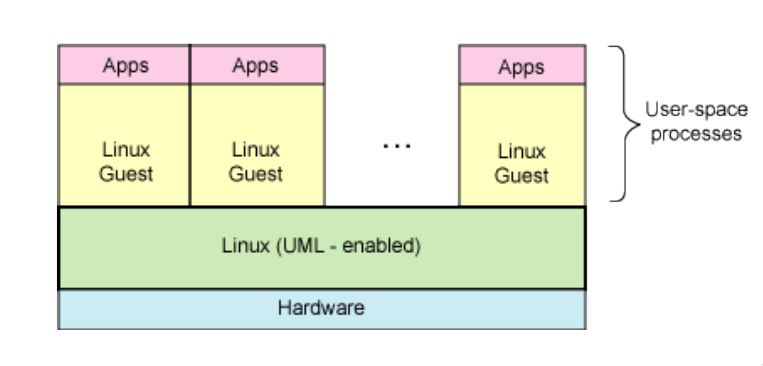 Apps
Apps
Apps
Linux
Guest
Linux
Guest
...
Linux
Guest
User-space
processes
Linux (UML - enabled)
Hardware